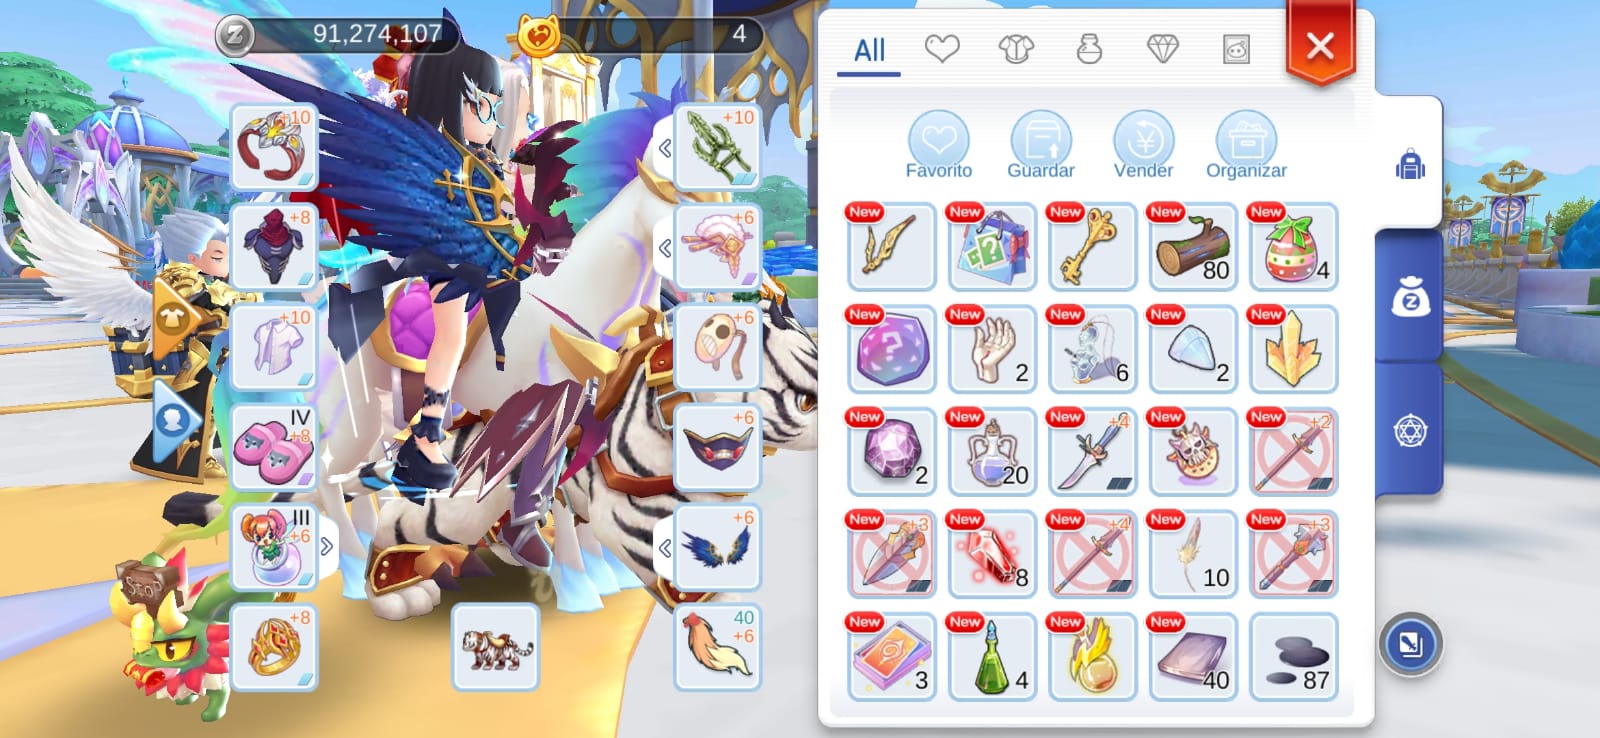 Z 91,274,107 4
All
Favorito Guardar Vender Organizar
+10 +10
+8 +6
+10 +6
IV +8 +6
III +6 +6
+8 40 +6
STOP
New New ? New New 80 New 4
New ? New 2 New 6 New 2 New
New 2 New 20 New +4 New New +2
New +3 New 8 New +4 New 10 New +3
New 3 New 4 New New 40 87
Z